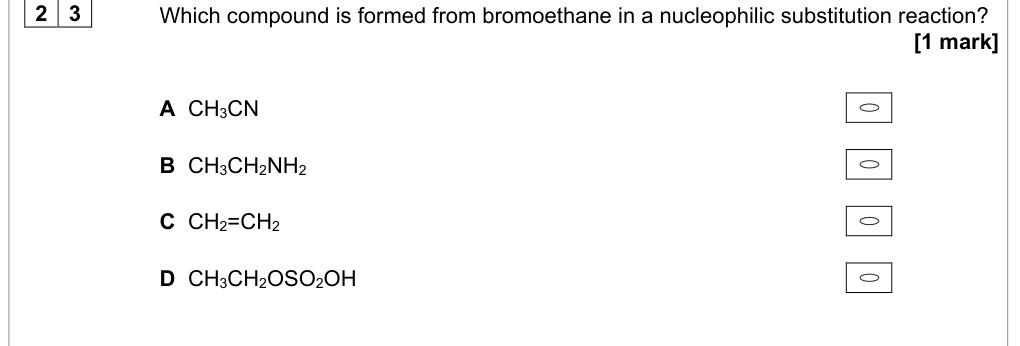 2 3 Which compound is formed from bromoethane in a nucleophilic substitution reaction?
[1 mark]
A CH₃CN
B CH₃CH₂NH₂
C CH₂=CH₂
D CH₃CH₂OSO₂OH